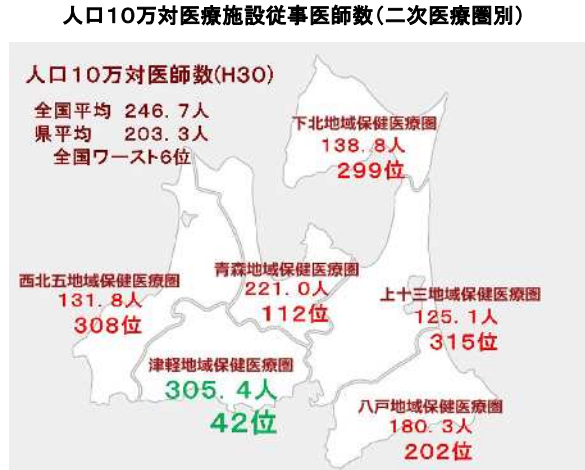 人口10万対医療施設従事医師数（二次医療圏別）
人口10万対医師数(H30)
全国平均 246.7人
県平均 203.3人
全国ワースト6位
下北地域保健医療圏
138.8人
299位
青森地域保健医療圏
221.0人
112位
西北五地域保健医療圏
131.8人
308位
上十三地域保健医療圏
125.1人
315位
津軽地域保健医療圏
305.4人
42位
八戸地域保健医療圏
180.3人
202位